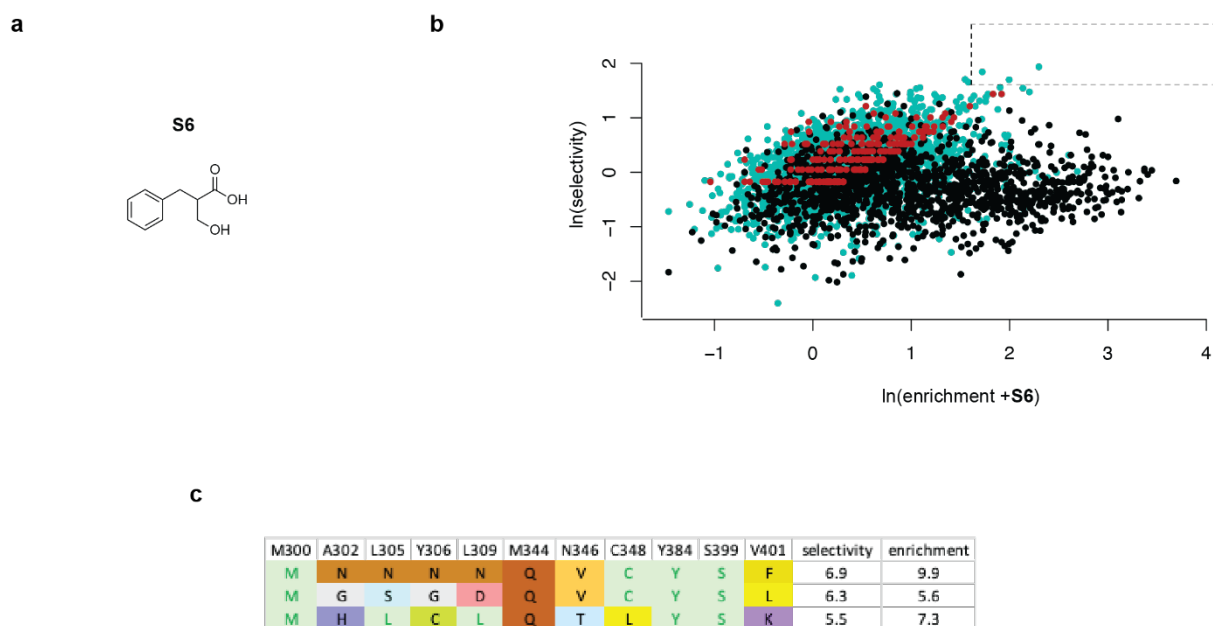 a
b
S6
O
OH
OH
ln(selectivity)
2
1
0
−1
−2
−1 0 1 2 3 4
ln(enrichment +S6)
c
M300 A302 L305 Y306 L309 M344 N346 C348 Y384 S399 V401 selectivity enrichment
M N N N N Q V C Y S F 6.9 9.9
M G S G D Q V C Y S L 6.3 5.6
M H L C L Q T L Y S K 5.5 7.3